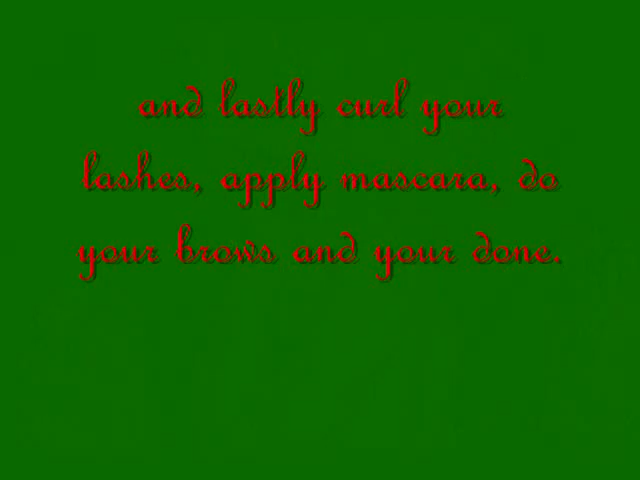 and lastly curl your
lashes, apply mascara, do
your brows and your done.